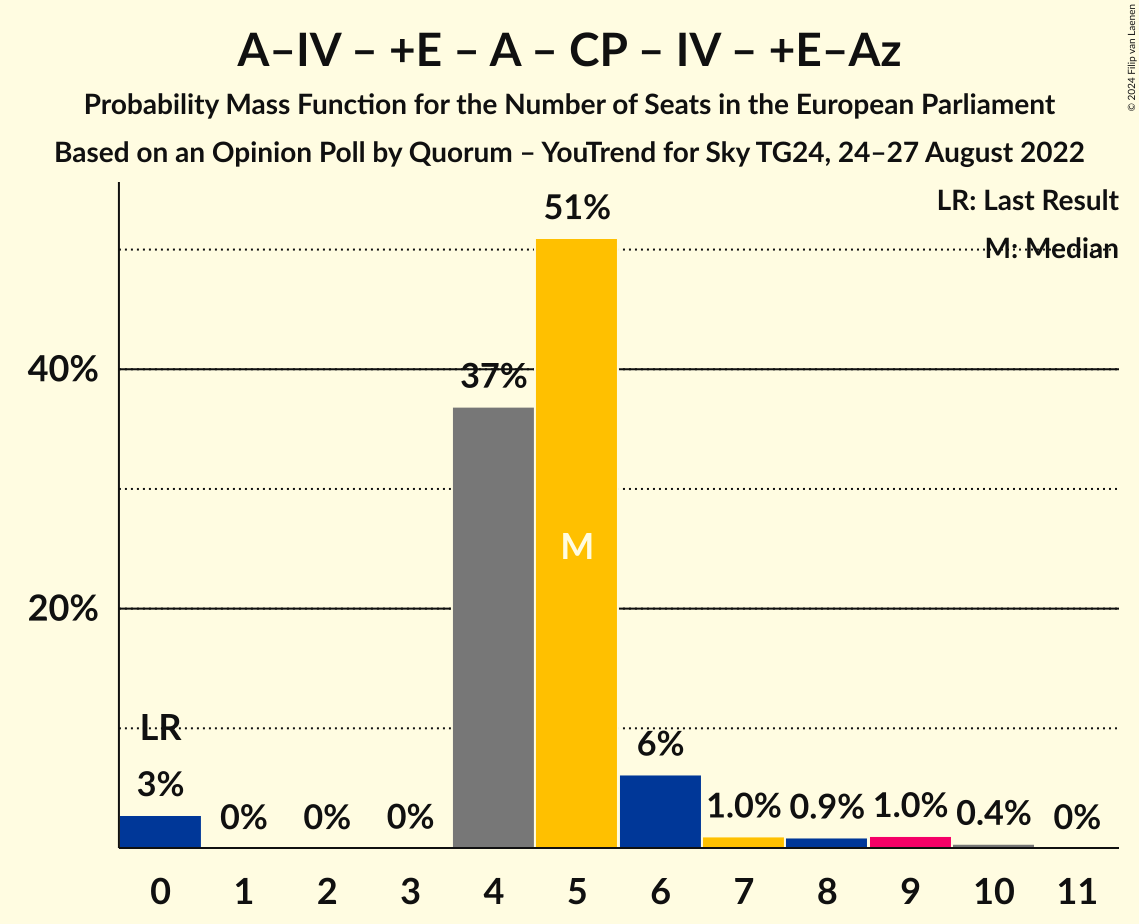 A–IV – +E – A – CP – IV – +E–Az
Probability Mass Function for the Number of Seats in the European Parliament
Based on an Opinion Poll by Quorum – YouTrend for Sky TG24, 24–27 August 2022
© 2024 Filip van Laenen
LR: Last Result
M: Median
51%
40%
37%
M
20%
LR
3%
0%
0%
0%
6%
1.0%
0.9%
1.0%
0.4%
0%
0 1 2 3 4 5 6 7 8 9 10 11